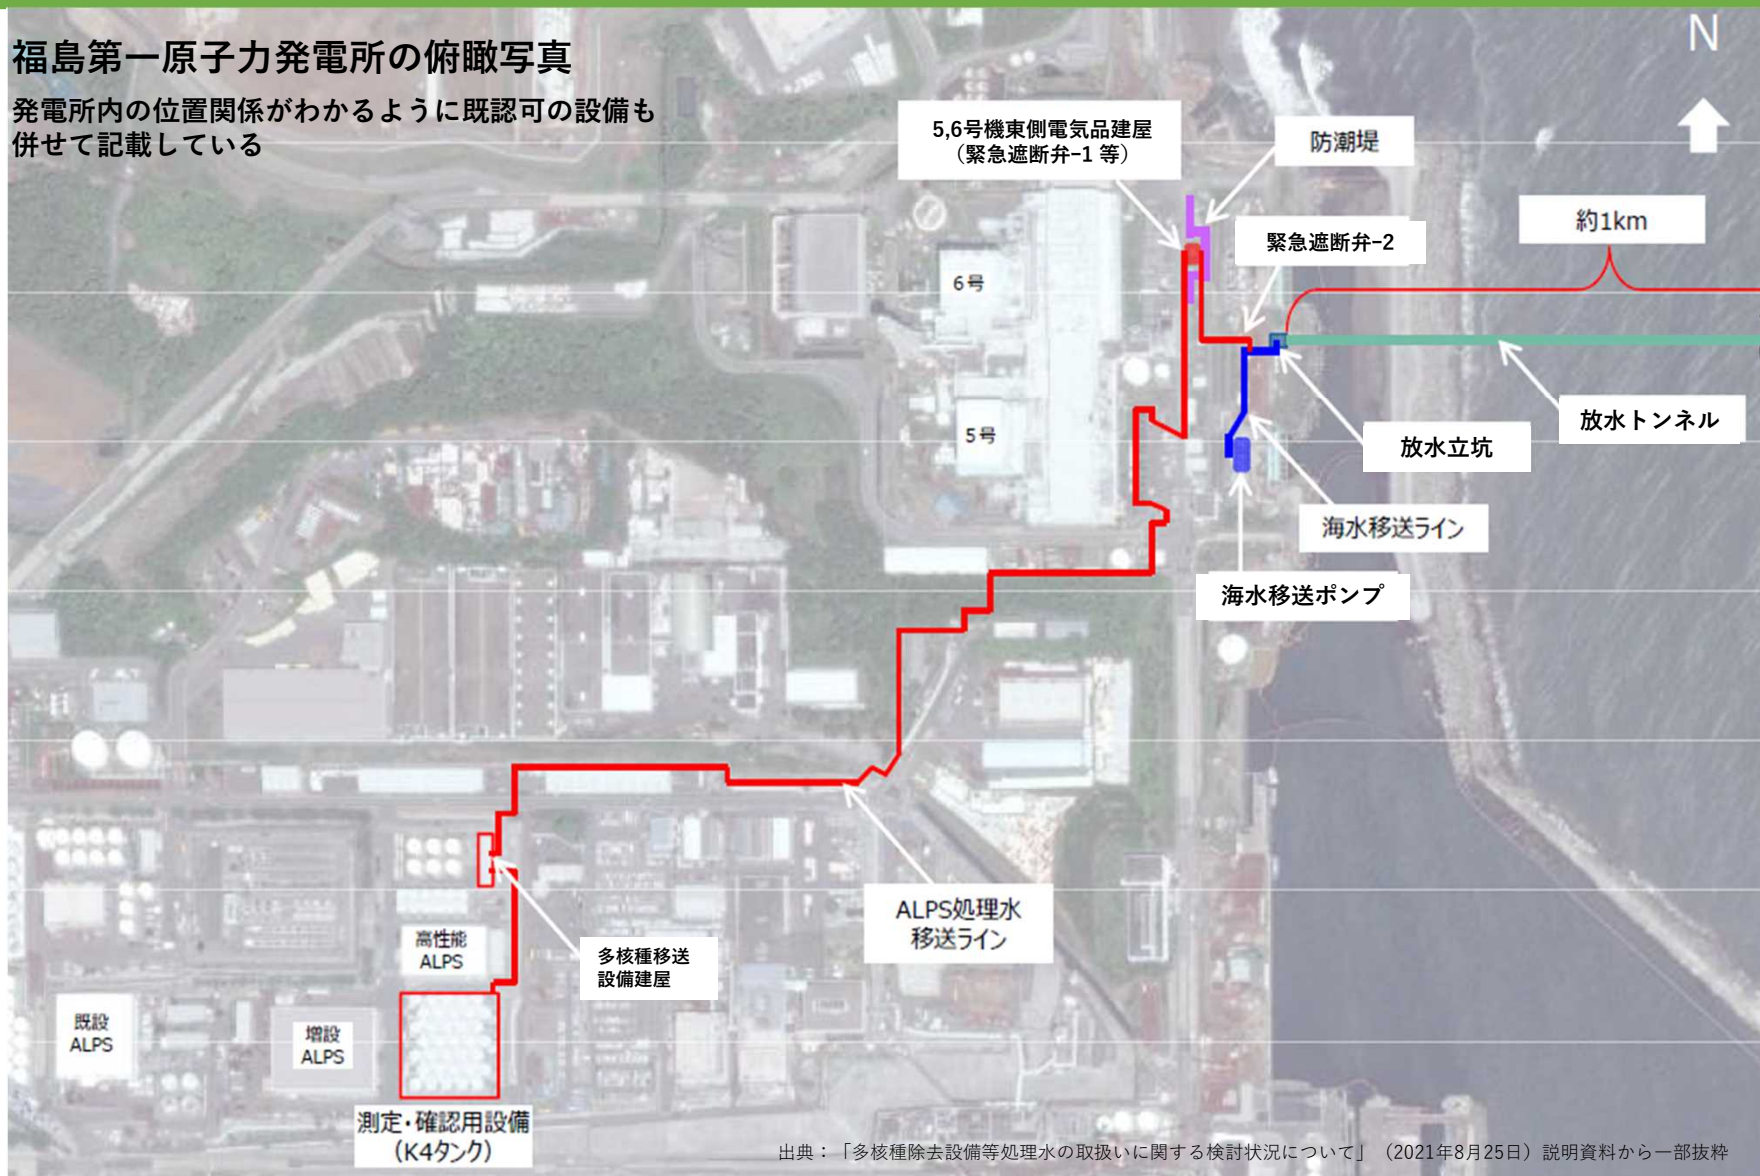 福島第一原子力発電所の俯瞰写真
発電所内の位置関係がわかるように既認可の設備も
併せて記載している
N
5,6号機東側電気品建屋
（緊急遮断弁-1 等）
防潮堤
緊急遮断弁-2
約1km
6号
5号
放水トンネル
放水立坑
海水移送ライン
海水移送ポンプ
ALPS処理水
移送ライン
多核種移送
設備建屋
高性能
ALPS
既設
ALPS
増設
ALPS
測定・確認用設備
（K4タンク）
出典：「多核種除去設備等処理水の取扱いに関する検討状況について」（2021年8月25日）説明資料から一部抜粋